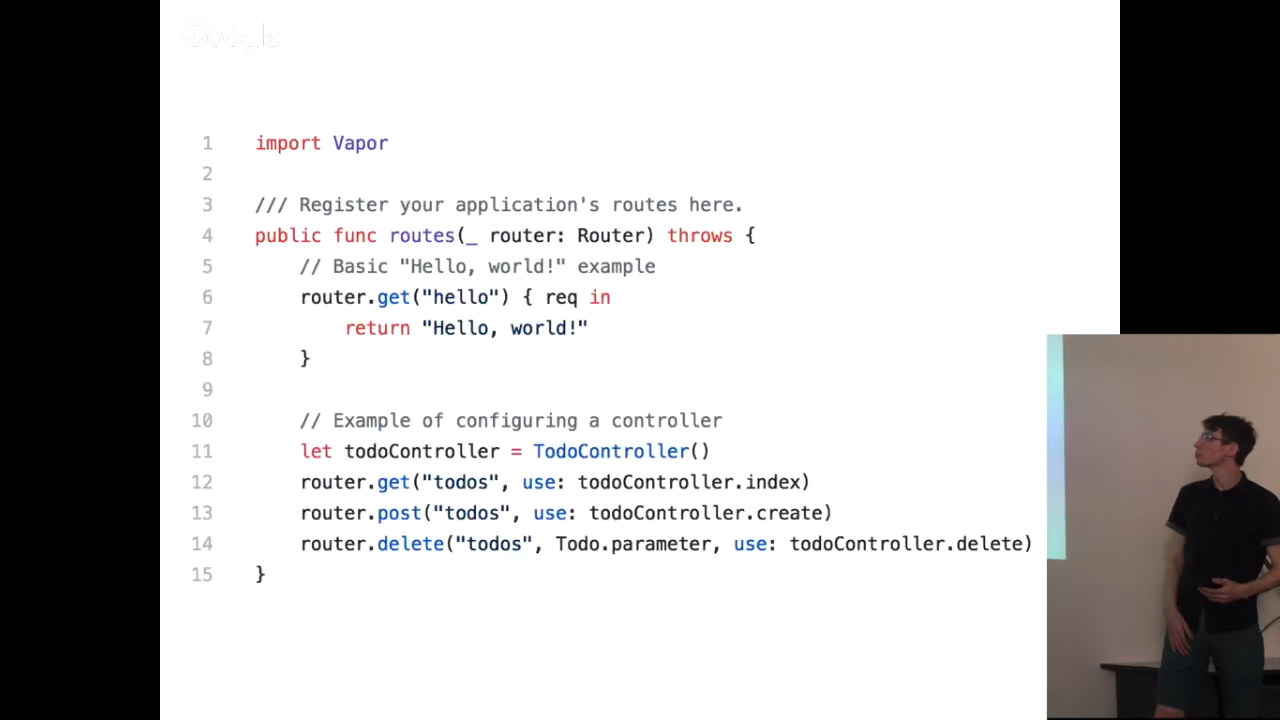 Google
1 import Vapor
2
3 /// Register your application's routes here.
4 public func routes(_ router: Router) throws {
5 // Basic "Hello, world!" example
6 router.get("hello") { req in
7 return "Hello, world!"
8 }
9
10 // Example of configuring a controller
11 let todoController = TodoController()
12 router.get("todos", use: todoController.index)
13 router.post("todos", use: todoController.create)
14 router.delete("todos", Todo.parameter, use: todoController.delete)
15 }